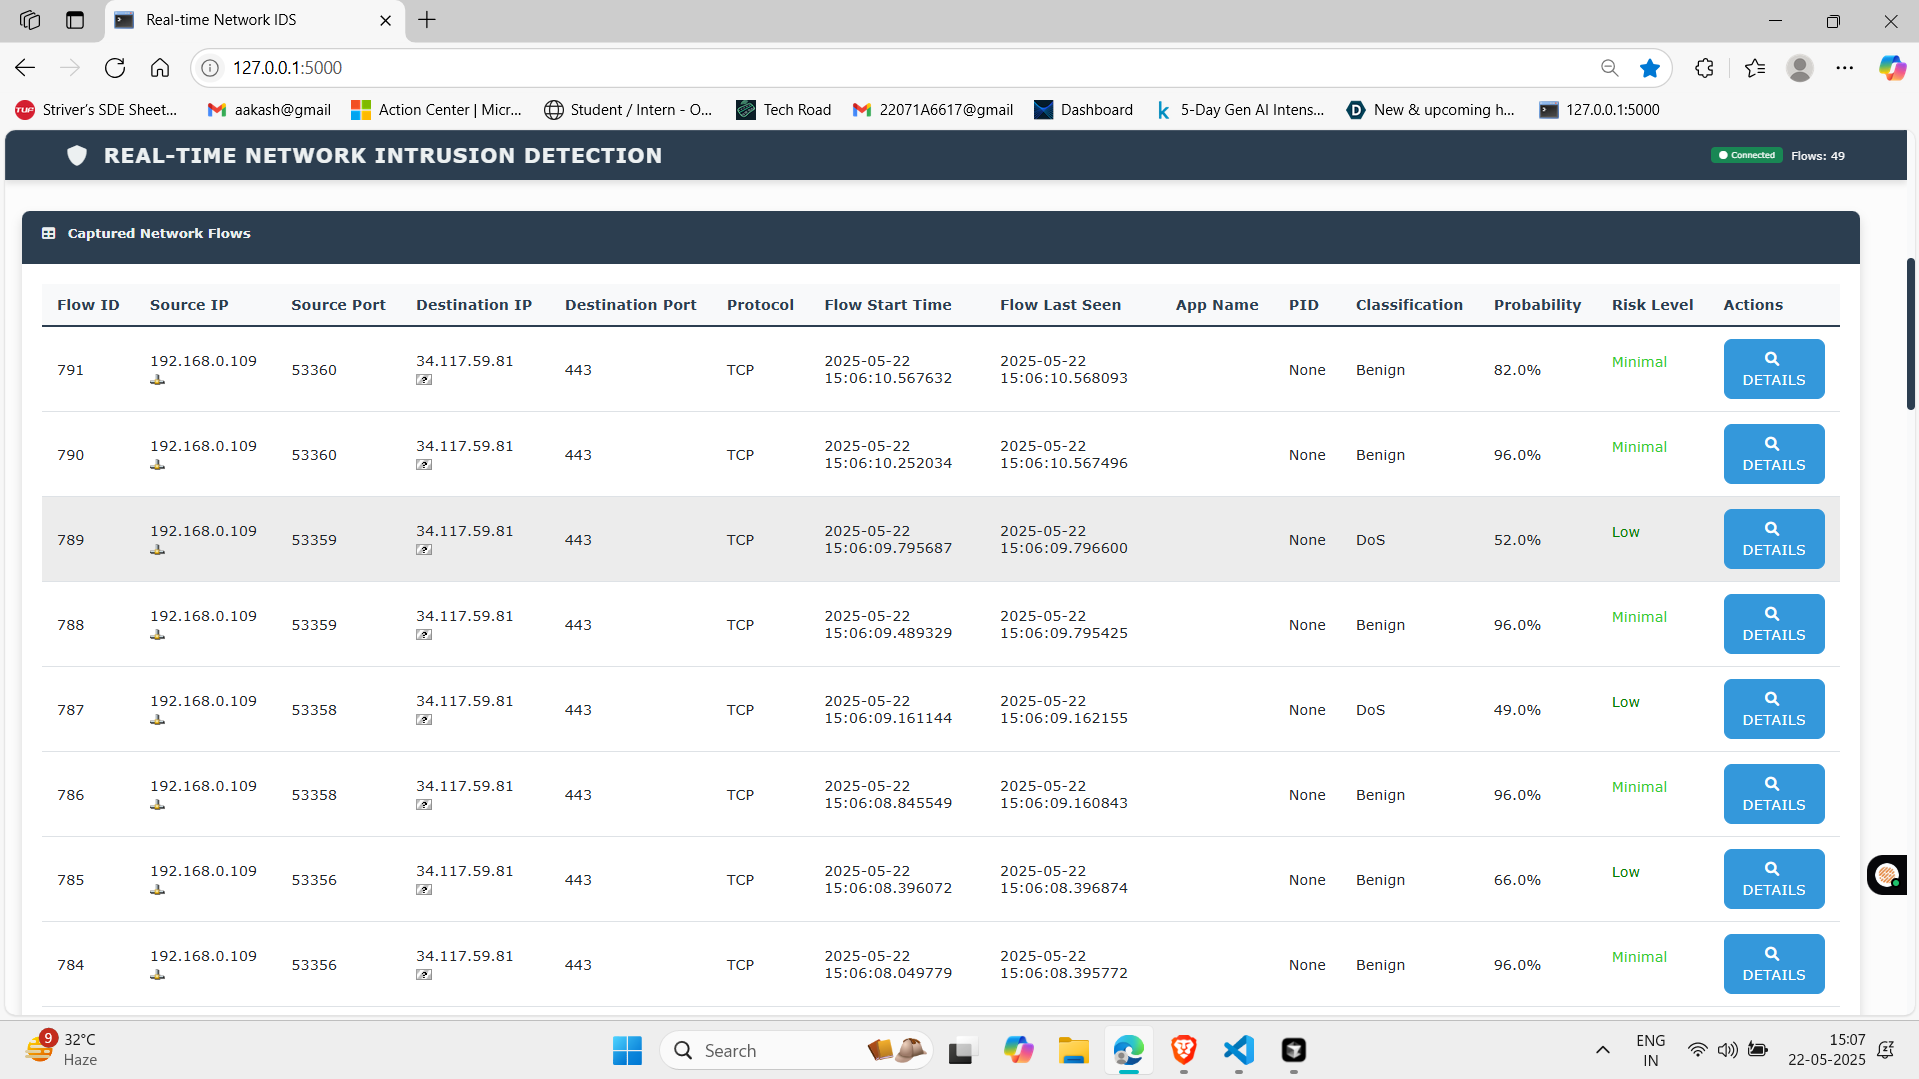 Real-time Network IDS
127.0.0.1:5000
Striver's SDE Sheet...
aakash@gmail
Action Center | Micr...
Student / Intern - O...
Tech Road
22071A6617@gmail
Dashboard
5-Day Gen AI Intens...
New & upcoming h...
127.0.0.1:5000
REAL-TIME NETWORK INTRUSION DETECTION
Connected
Flows: 49
Captured Network Flows
Flow ID Source IP Source Port Destination IP Destination Port Protocol Flow Start Time Flow Last Seen App Name PID Classification Probability Risk Level Actions
791 192.168.0.109 53360 34.117.59.81 443 TCP 2025-05-22 15:06:10.567632 2025-05-22 15:06:10.568093 None Benign 82.0% Minimal DETAILS
790 192.168.0.109 53360 34.117.59.81 443 TCP 2025-05-22 15:06:10.252034 2025-05-22 15:06:10.567496 None Benign 96.0% Minimal DETAILS
789 192.168.0.109 53359 34.117.59.81 443 TCP 2025-05-22 15:06:09.795687 2025-05-22 15:06:09.796600 None DoS 52.0% Low DETAILS
788 192.168.0.109 53359 34.117.59.81 443 TCP 2025-05-22 15:06:09.489329 2025-05-22 15:06:09.795425 None Benign 96.0% Minimal DETAILS
787 192.168.0.109 53358 34.117.59.81 443 TCP 2025-05-22 15:06:09.161144 2025-05-22 15:06:09.162155 None DoS 49.0% Low DETAILS
786 192.168.0.109 53358 34.117.59.81 443 TCP 2025-05-22 15:06:08.845549 2025-05-22 15:06:09.160843 None Benign 96.0% Minimal DETAILS
785 192.168.0.109 53356 34.117.59.81 443 TCP 2025-05-22 15:06:08.396072 2025-05-22 15:06:08.396874 None Benign 66.0% Low DETAILS
784 192.168.0.109 53356 34.117.59.81 443 TCP 2025-05-22 15:06:08.049779 2025-05-22 15:06:08.395772 None Benign 96.0% Minimal DETAILS
9
32°C
Haze
Search
ENG
IN
15:07
22-05-2025